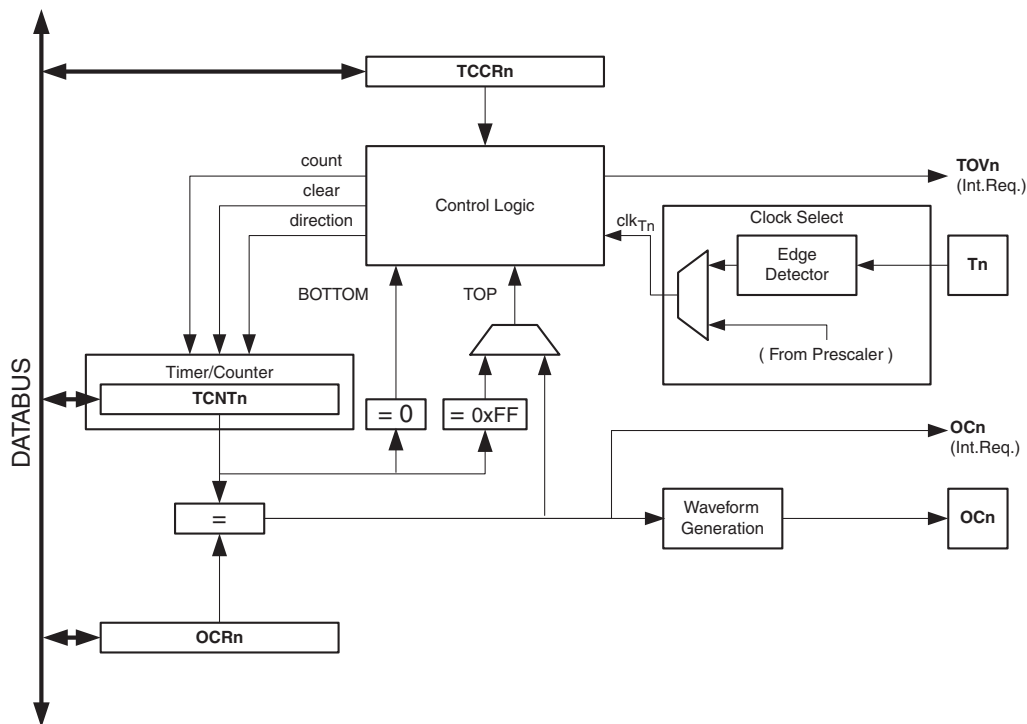 TCCRn
count
clear
direction
Control Logic
TOVn
(Int.Req.)
clkTn
Clock Select
Edge
Detector
Tn
( From Prescaler )
BOTTOM
TOP
DATABUS
Timer/Counter
TCNTn
= 0
= 0xFF
OCn
(Int.Req.)
=
Waveform
Generation
OCn
OCRn